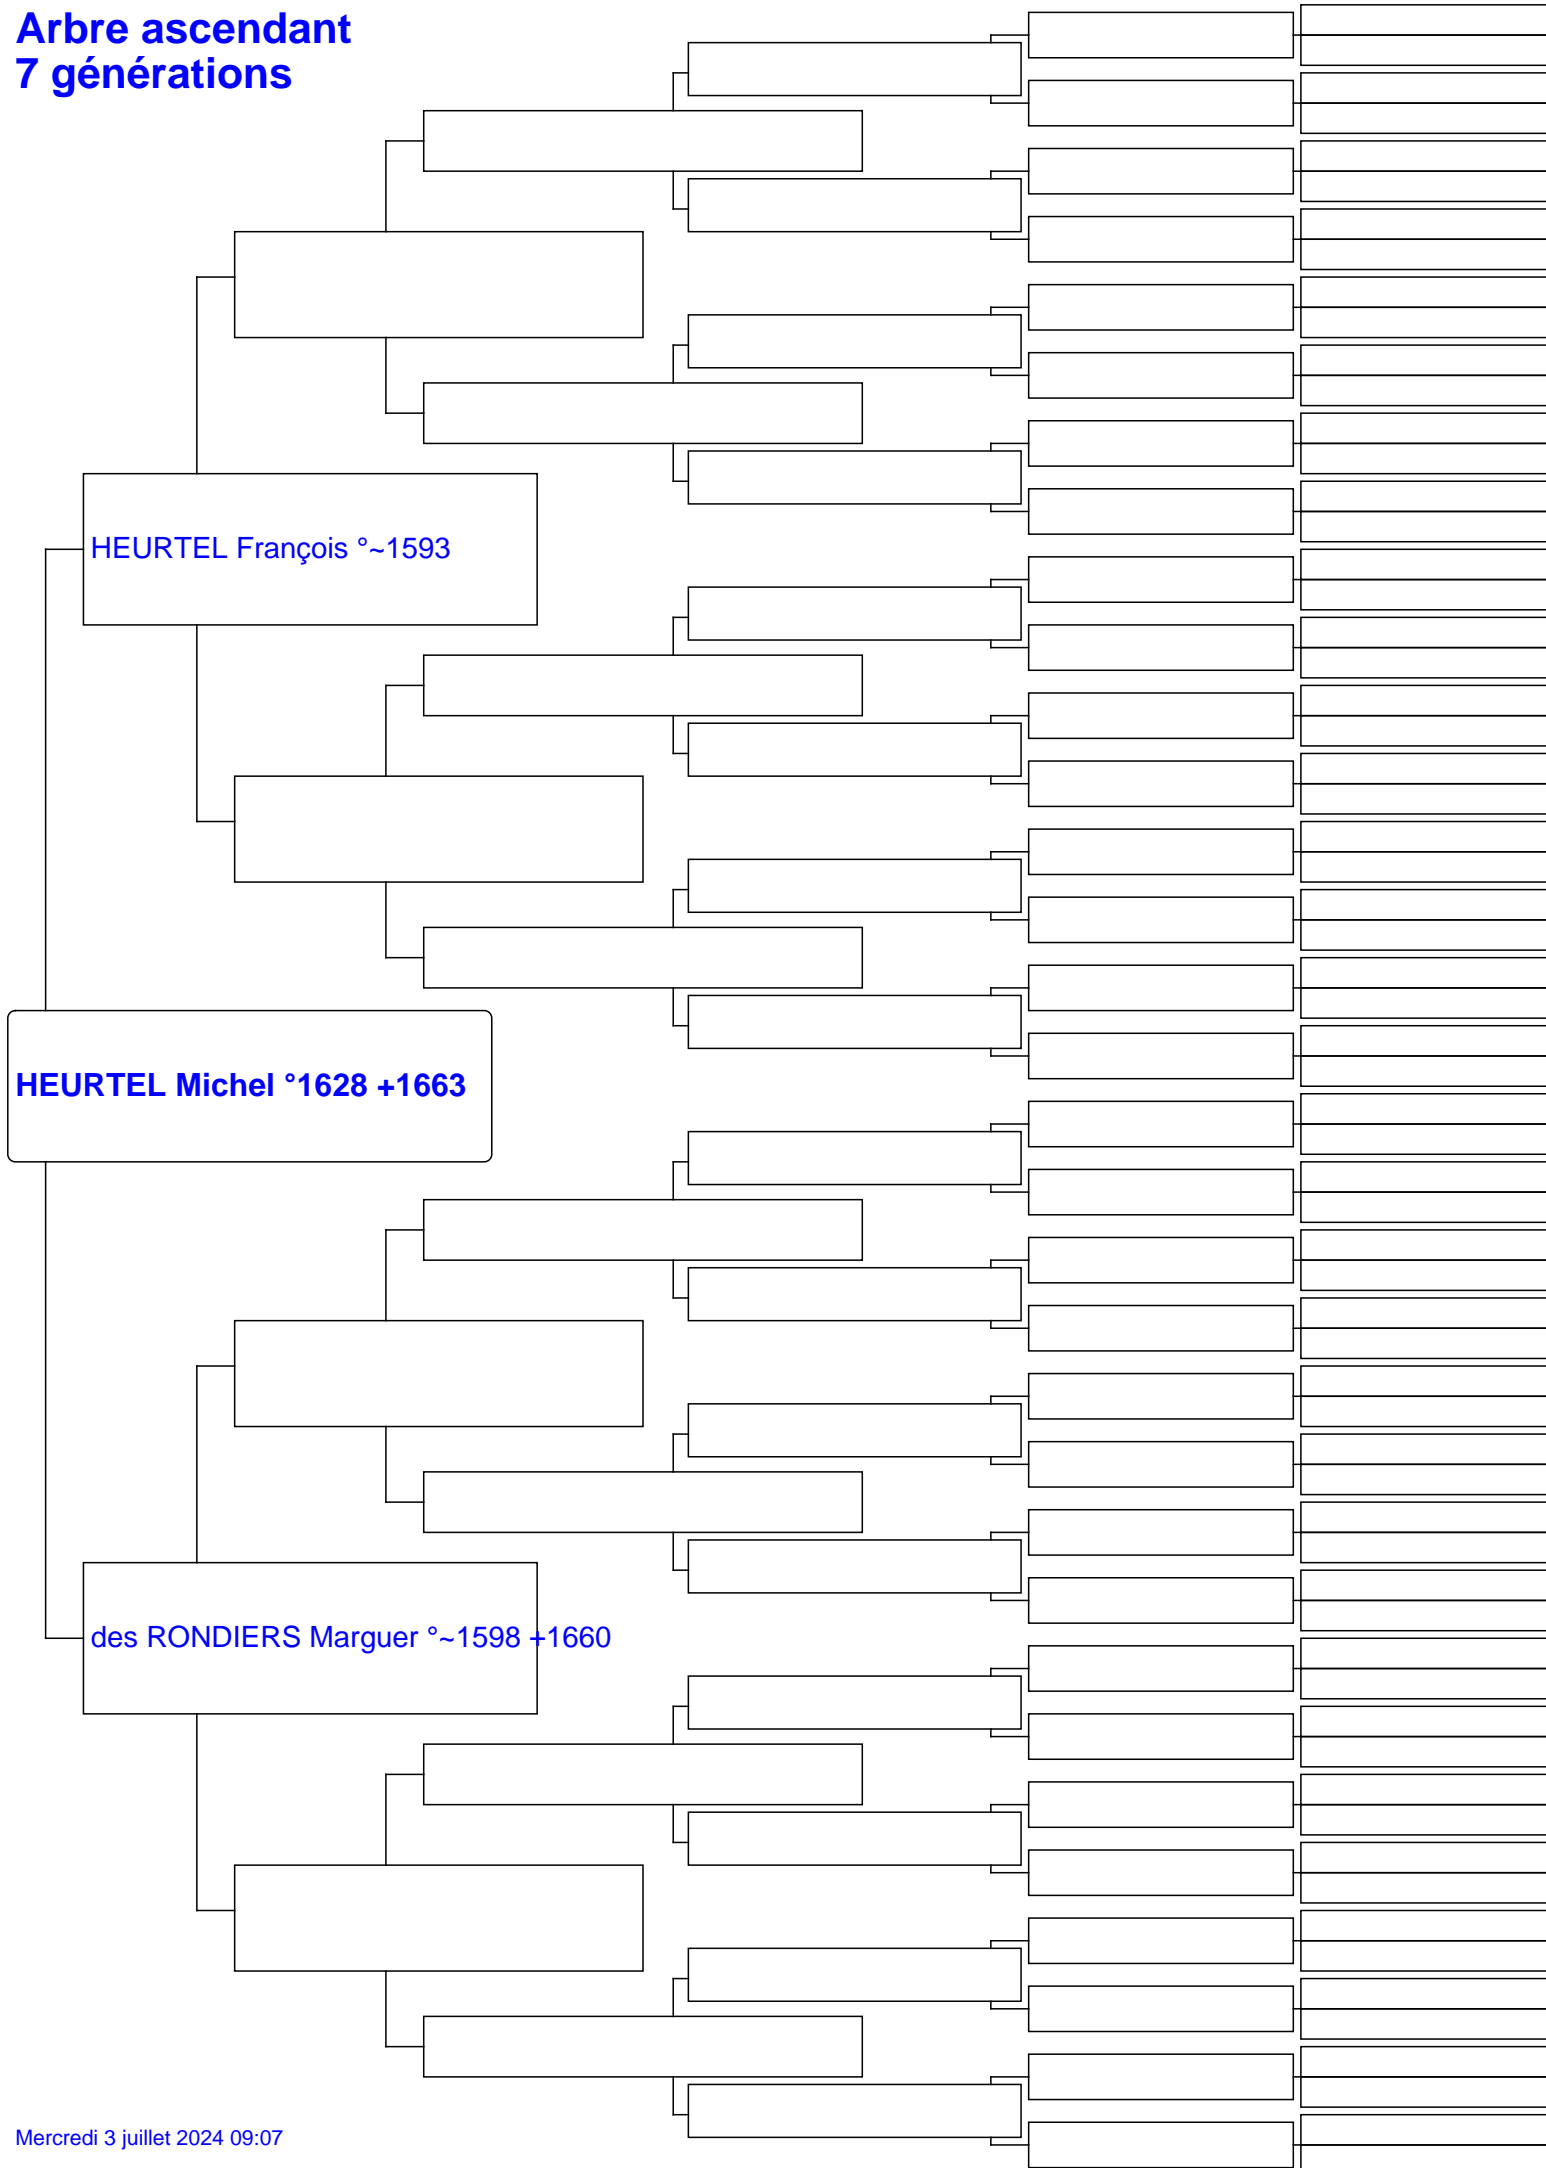 Arbre ascendant
7 générations
HEURTEL François °~1593
HEURTEL Michel °1628 +1663
des RONDIERS Marguer °~1598 +1660
Mercredi 3 juillet 2024 09:07